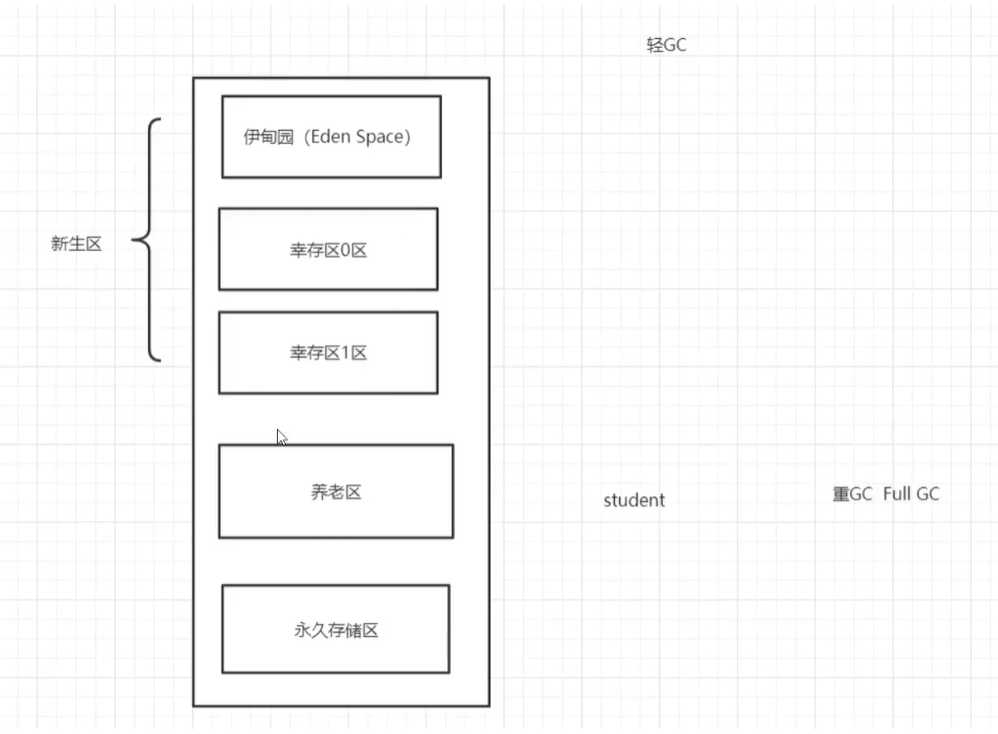 轻GC
伊甸园（Eden Space）
新生区
幸存区0区
幸存区1区
养老区
student
重GC Full GC
永久存储区